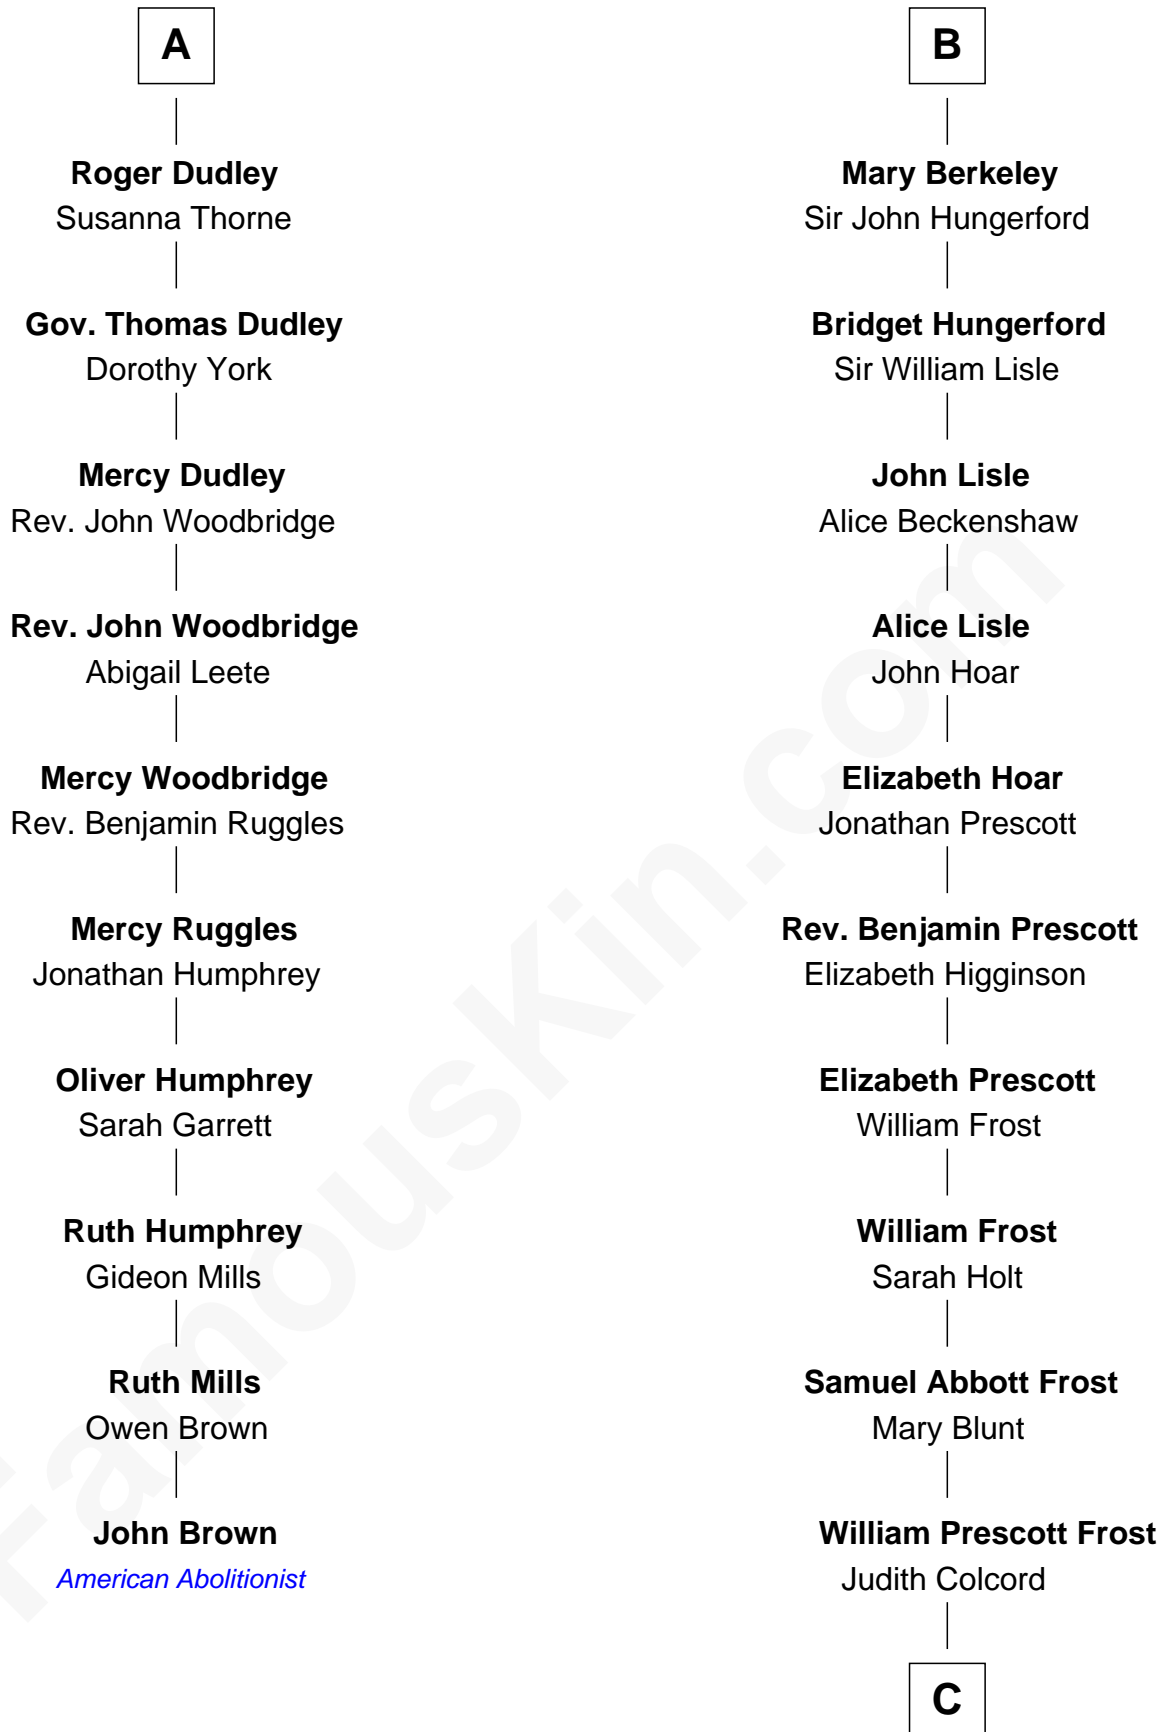 A
Roger Dudley
Susanna Thorne
Gov. Thomas Dudley
Dorothy York
Mercy Dudley
Rev. John Woodbridge
Rev. John Woodbridge
Abigail Leete
Mercy Woodbridge
Rev. Benjamin Ruggles
Mercy Ruggles
Jonathan Humphrey
Oliver Humphrey
Sarah Garrett
Ruth Humphrey
Gideon Mills
Ruth Mills
Owen Brown
John Brown
American Abolitionist
B
Mary Berkeley
Sir John Hungerford
Bridget Hungerford
Sir William Lisle
John Lisle
Alice Beckenshaw
Alice Lisle
John Hoar
Elizabeth Hoar
Jonathan Prescott
Rev. Benjamin Prescott
Elizabeth Higginson
Elizabeth Prescott
William Frost
William Frost
Sarah Holt
Samuel Abbott Frost
Mary Blunt
William Prescott Frost
Judith Colcord
C
FamousKin.com